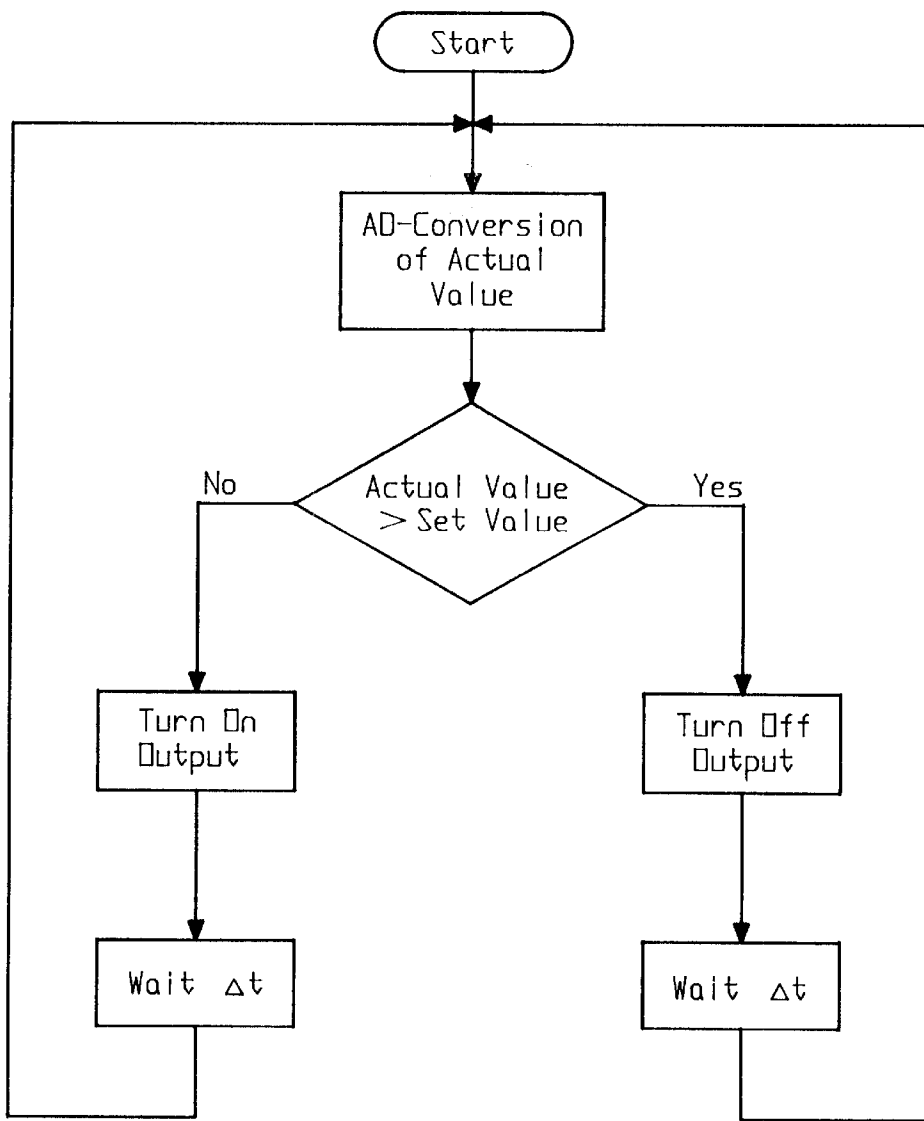 Start
AD-Conversion
of Actual
Value
Actual Value
> Set Value
No
Yes
Turn On
Output
Turn Off
Output
Wait Δt
Wait Δt